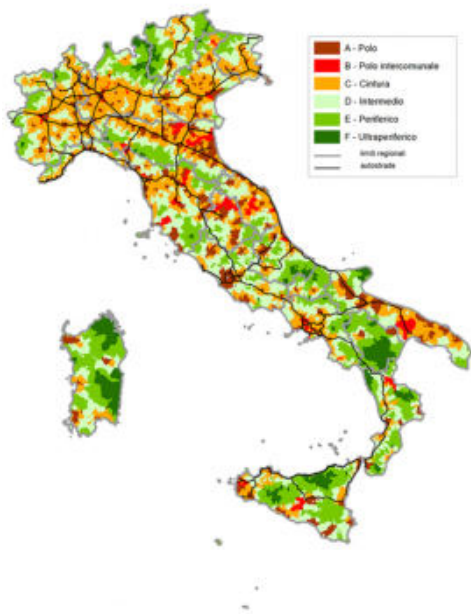 A - Polo
B - Polo intercomunale
C - Cintura
D - Intermedio
E - Periferico
F - Ultraperiferico
limiti regionali
autostrade